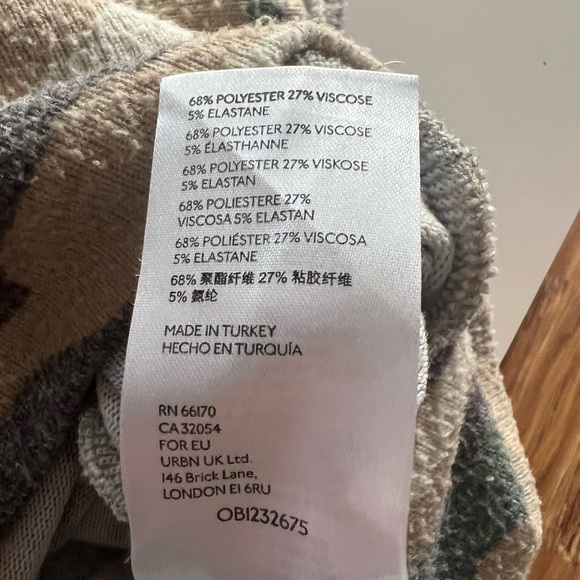 68% POLYESTER 27% VISCOSE
5% ELASTANE
68% POLYESTER 27% VISCOSE
5% ÉLASTHANNE
68% POLYESTER 27% VISKOSE
5% ELASTAN
68% POLIESTERE 27%
VISCOSA 5% ELASTAN
68% POLIÉSTER 27% VISCOSA
5% ELASTANE
68% 聚酯纤维 27% 粘胶纤维
5% 氨纶
MADE IN TURKEY
HECHO EN TURQUÍA
RN 66170
CA 32054
FOR EU
URBN UK Ltd.
146 Brick Lane,
LONDON E1 6RU
OB1232675